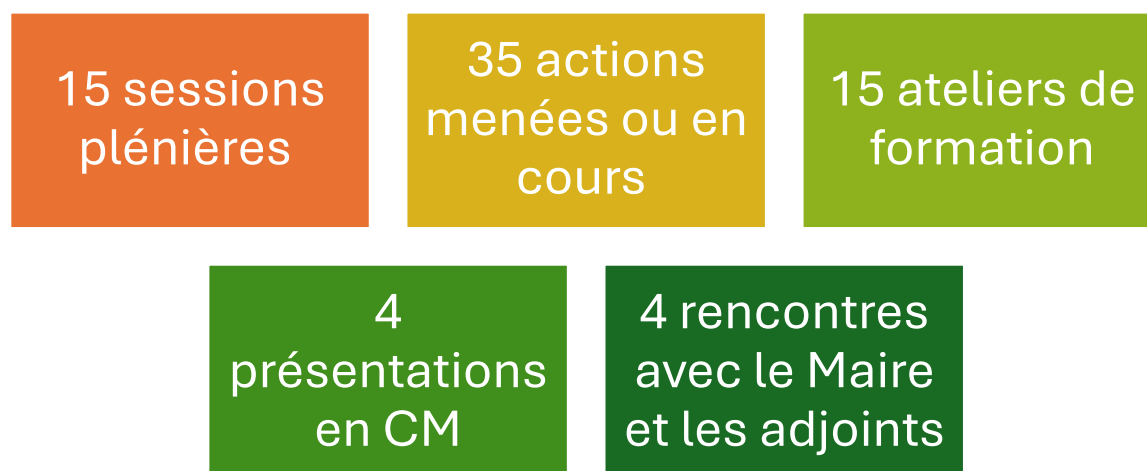 15 sessions
plénières
35 actions
menées ou en
cours
15 ateliers de
formation
4
présentations
en CM
4 rencontres
avec le Maire
et les adjoints